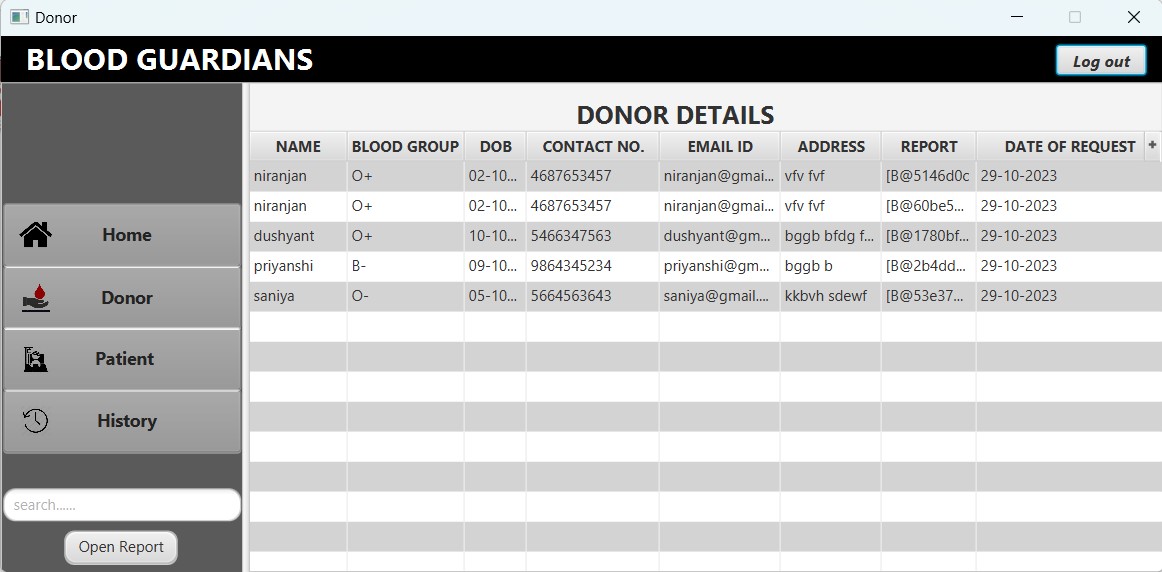 Donor
BLOOD GUARDIANS
Log out
DONOR DETAILS
NAME BLOOD GROUP DOB CONTACT NO. EMAIL ID ADDRESS REPORT DATE OF REQUEST +
niranjan O+ 02-10... 4687653457 niranjan@gmai... vfv fvf [B@5146d0c 29-10-2023
niranjan O+ 02-10... 4687653457 niranjan@gmai... vfv fvf [B@60be5... 29-10-2023
dushyant O+ 10-10... 5466347563 dushyant@gm... bggb bfdg f... [B@1780bf... 29-10-2023
priyanshi B- 09-10... 9864345234 priyanshi@gm... bggb b [B@2b4dd... 29-10-2023
saniya O- 05-10... 5664563643 saniya@gmail.... kkbvh sdewf [B@53e37... 29-10-2023
Home
Donor
Patient
History
search......
Open Report